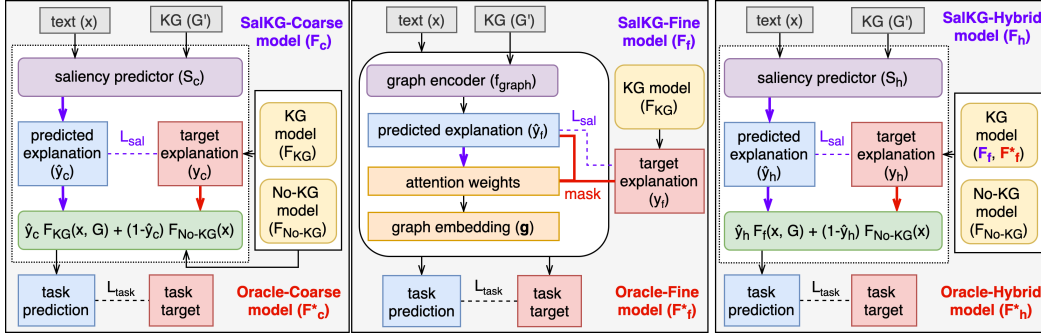 text (x)
KG (G')
SalKG-Coarse
model (Fc)
saliency predictor (Sc)
predicted
explanation
(ŷc)
Lsal
target
explanation
(yc)
KG
model
(FKG)
No-KG
model
(FNo-KG)
ŷc FKG(x, G) + (1-ŷc) FNo-KG(x)
task
prediction
Ltask
task
target
Oracle-Coarse
model (F*c)
text (x)
KG (G')
SalKG-Fine
model (Ff)
graph encoder (fgraph)
KG model
(FKG)
predicted explanation (ŷf)
Lsal
attention weights
mask
target
explanation
(yf)
graph embedding (g)
task
prediction
Ltask
task
target
Oracle-Fine
model (F*f)
text (x)
KG (G')
SalKG-Hybrid
model (Fh)
saliency predictor (Sh)
predicted
explanation
(ŷh)
Lsal
target
explanation
(yh)
KG
model
(Ff, F*f)
No-KG
model
(FNo-KG)
ŷh Ff(x, G) + (1-ŷh) FNo-KG(x)
task
prediction
Ltask
task
target
Oracle-Hybrid
model (F*h)